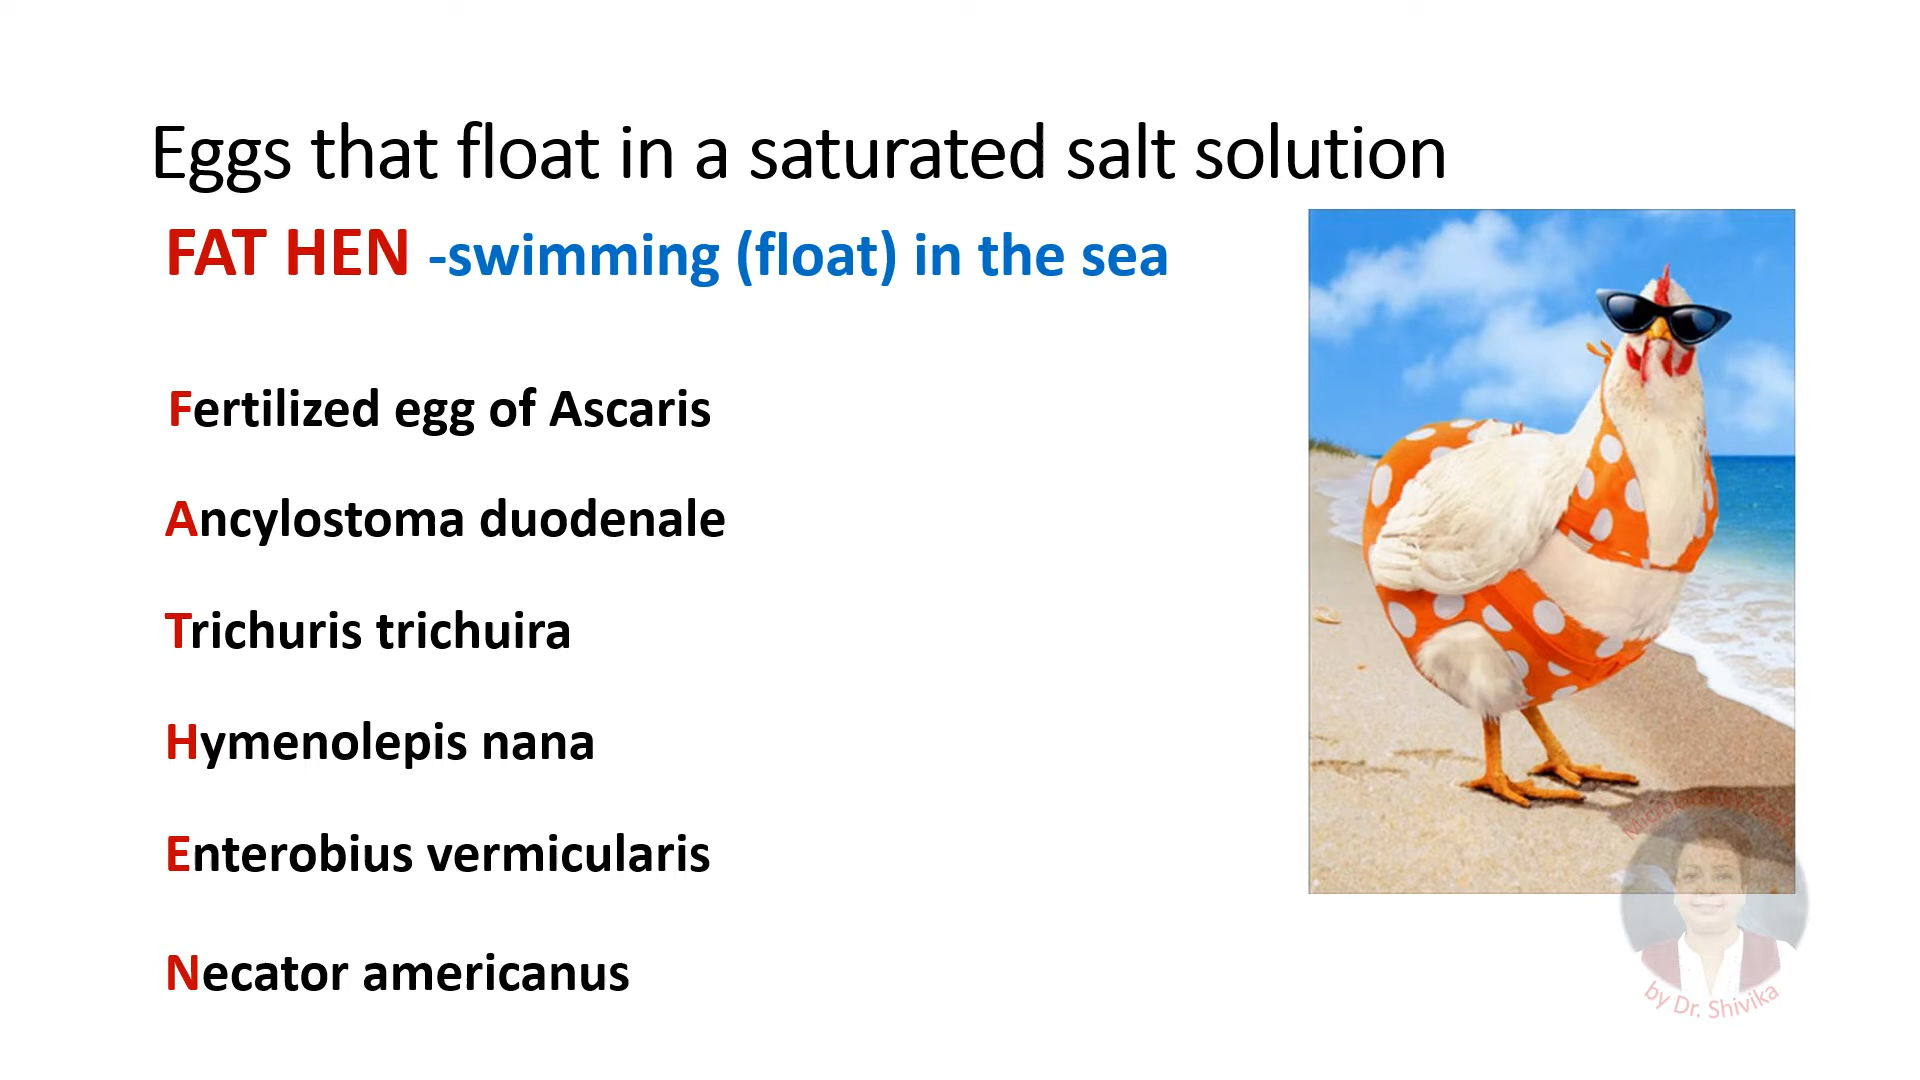 Eggs that float in a saturated salt solution
FAT HEN -swimming (float) in the sea
Fertilized egg of Ascaris
Ancylostoma duodenale
Trichuris trichuira
Hymenolepis nana
Enterobius vermicularis
Necator americanus
by Dr. Shivika